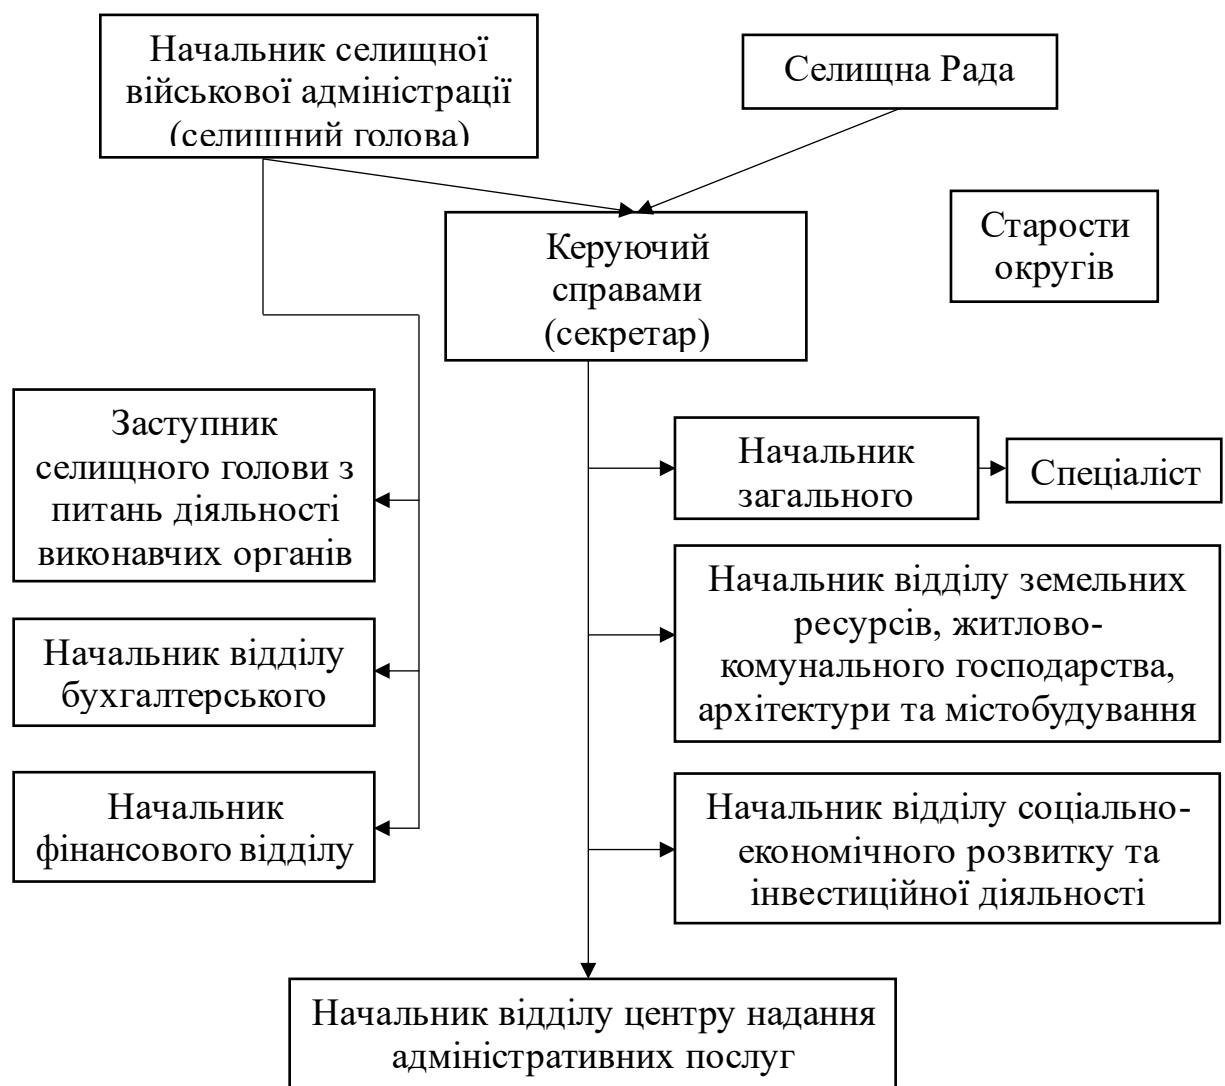 Начальник селищної
військової адміністрації
(селищний голова)
Селищна Рада
Старости
округів
Керуючий
справами
(секретар)
Заступник
селищного голови з
питань діяльності
виконавчих органів
Начальник
загального
Спеціаліст
Начальник відділу земельних
ресурсів, житлово-
комунального господарства,
архітектури та містобудування
Начальник відділу
бухгалтерського
Начальник
фінансового відділу
Начальник відділу соціально-
економічного розвитку та
інвестиційної діяльності
Начальник відділу центру надання
адміністративних послуг